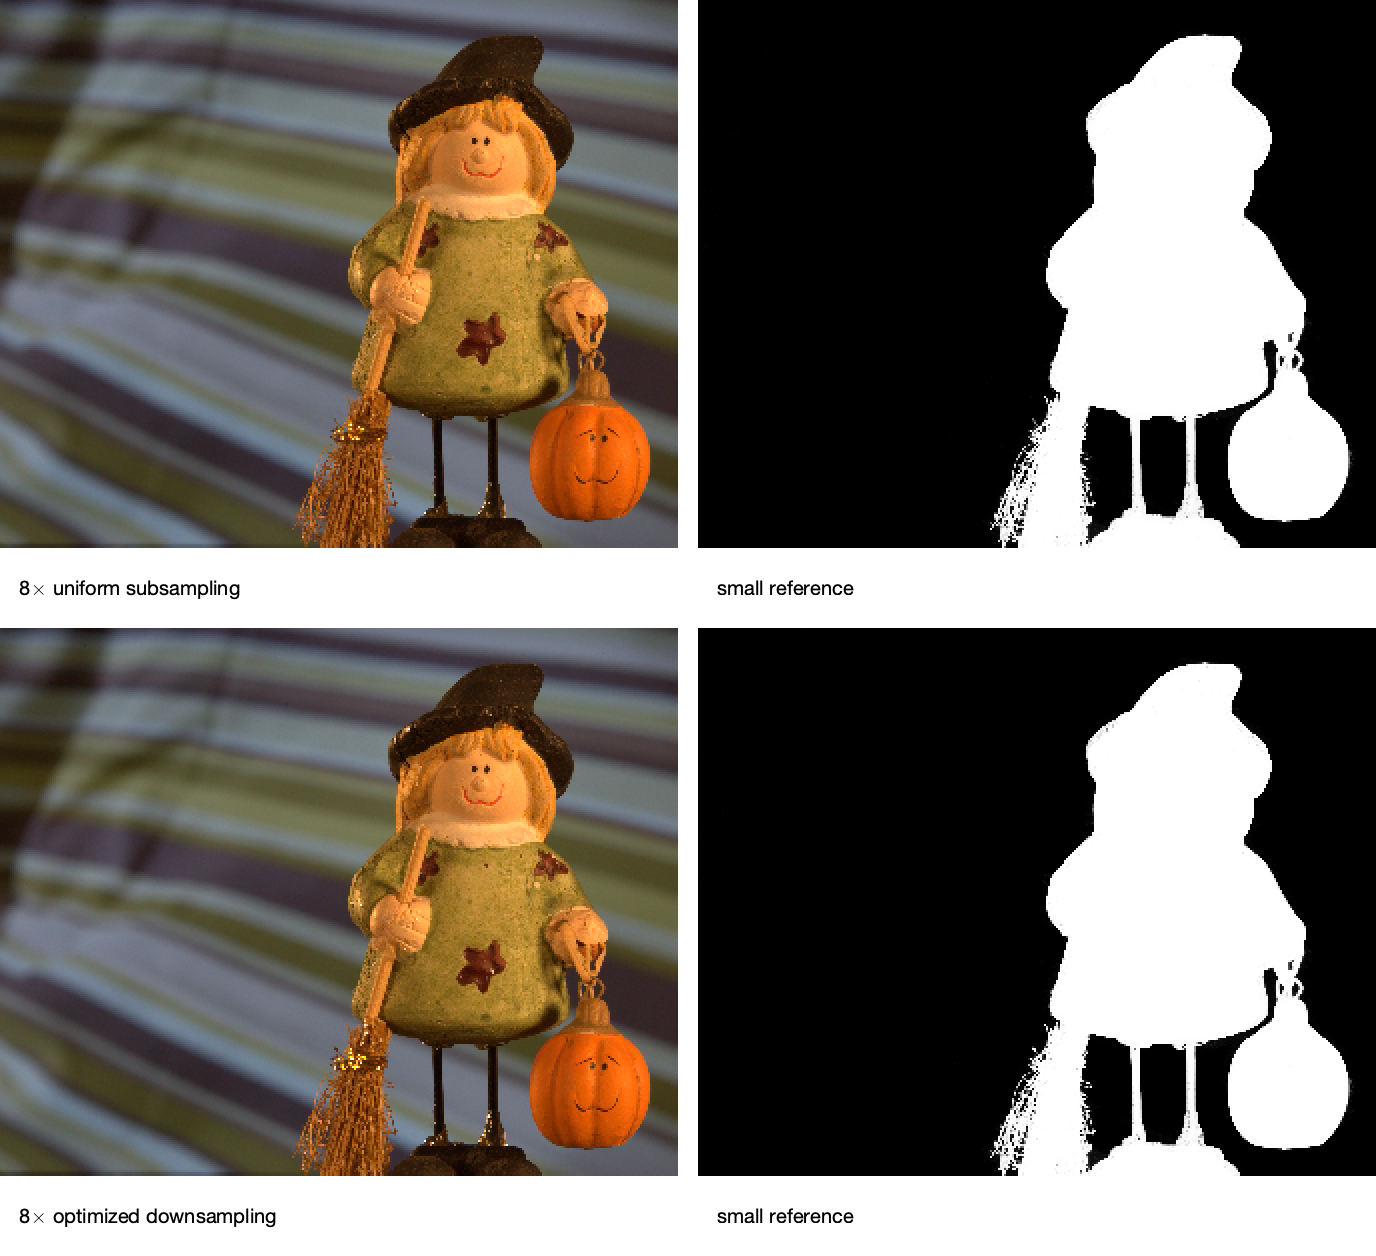 8× uniform subsampling
small reference
8× optimized downsampling
small reference